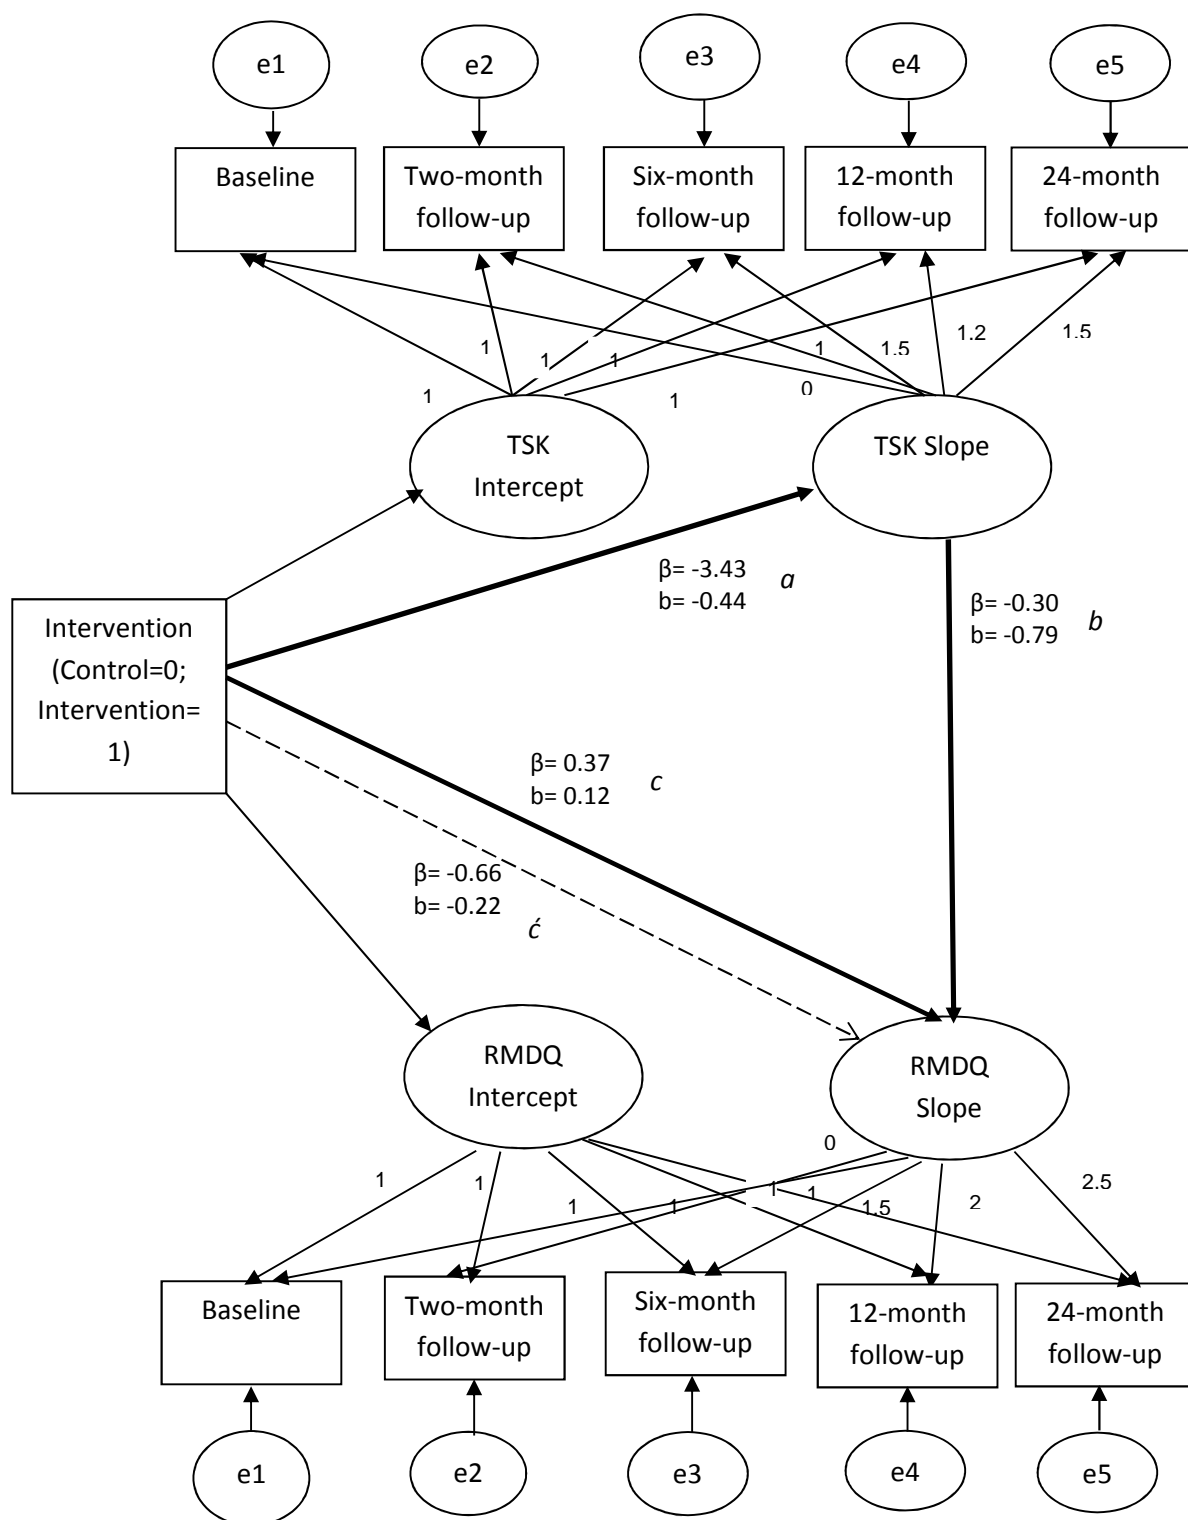 e1
e2
e3
e4
e5
Baseline
Two-month
follow-up
Six-month
follow-up
12-month
follow-up
24-month
follow-up
1
1
1
1
1
0
1
1.5
1.2
1.5
TSK
Intercept
TSK Slope
β= -3.43
b= -0.44
a
β= -0.30
b= -0.79
b
Intervention
(Control=0;
Intervention=
1)
β= 0.37
b= 0.12
c
β= -0.66
b= -0.22
ć
RMDQ
Intercept
RMDQ
Slope
0
1
1
1
1
1
1
1.5
2
2.5
Baseline
Two-month
follow-up
Six-month
follow-up
12-month
follow-up
24-month
follow-up
e1
e2
e3
e4
e5